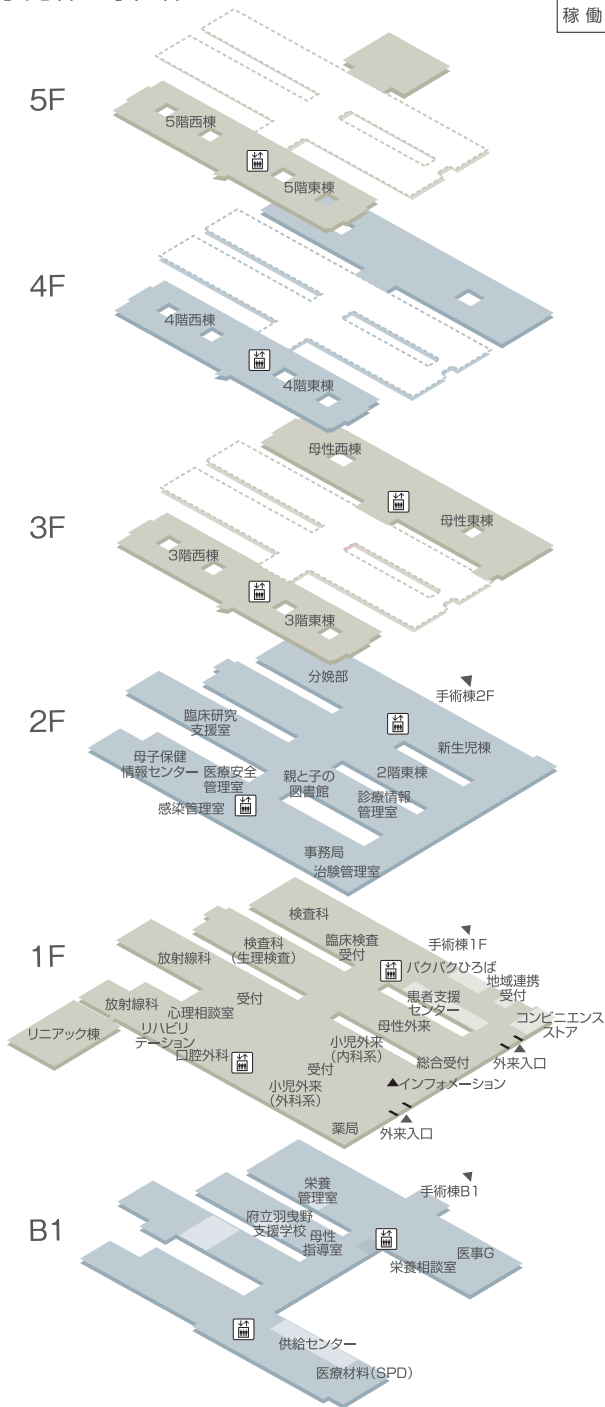 稼働
5F
5階西棟
5階東棟
4F
4階西棟
4階東棟
3F
母性西棟
母性東棟
3階西棟
3階東棟
2F
分娩部
手術棟2F
臨床研究
支援室
新生児棟
母子保健
情報センター
医療安全
管理室
親と子の
図書館
2階東棟
診療情報
管理室
感染管理室
事務局
治験管理室
1F
検査科
臨床検査
受付
手術棟1F
検査科
(生理検査)
パクパクひろば
放射線科
地域連携
受付
放射線科
受付
患者支援
センター
心理相談室
コンビニエンス
ストア
リニアック棟
リハビリ
テーション
母性外来
口腔外科
小児外来
(内科系)
受付
総合受付
外来入口
小児外来
(外科系)
▲インフォメーション
薬局
外来入口
B1
栄養
管理室
手術棟B1
府立羽曳野
支援学校
母性
指導室
医事G
栄養相談室
供給センター
医療材料(SPD)